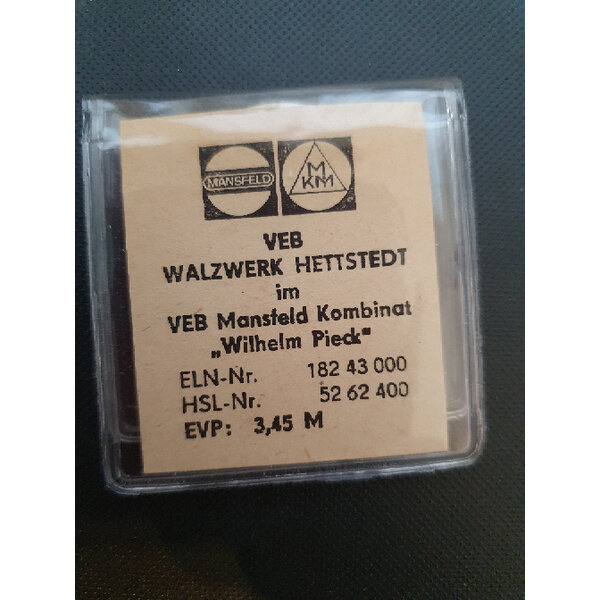 MANSFELD
M
KM
VEB
WALZWERK HETTSTEDT
im
VEB Mansfeld Kombinat
„Wilhelm Pieck“
ELN-Nr. 182 43 000
HSL-Nr. 52 62 400
EVP: 3,45 M